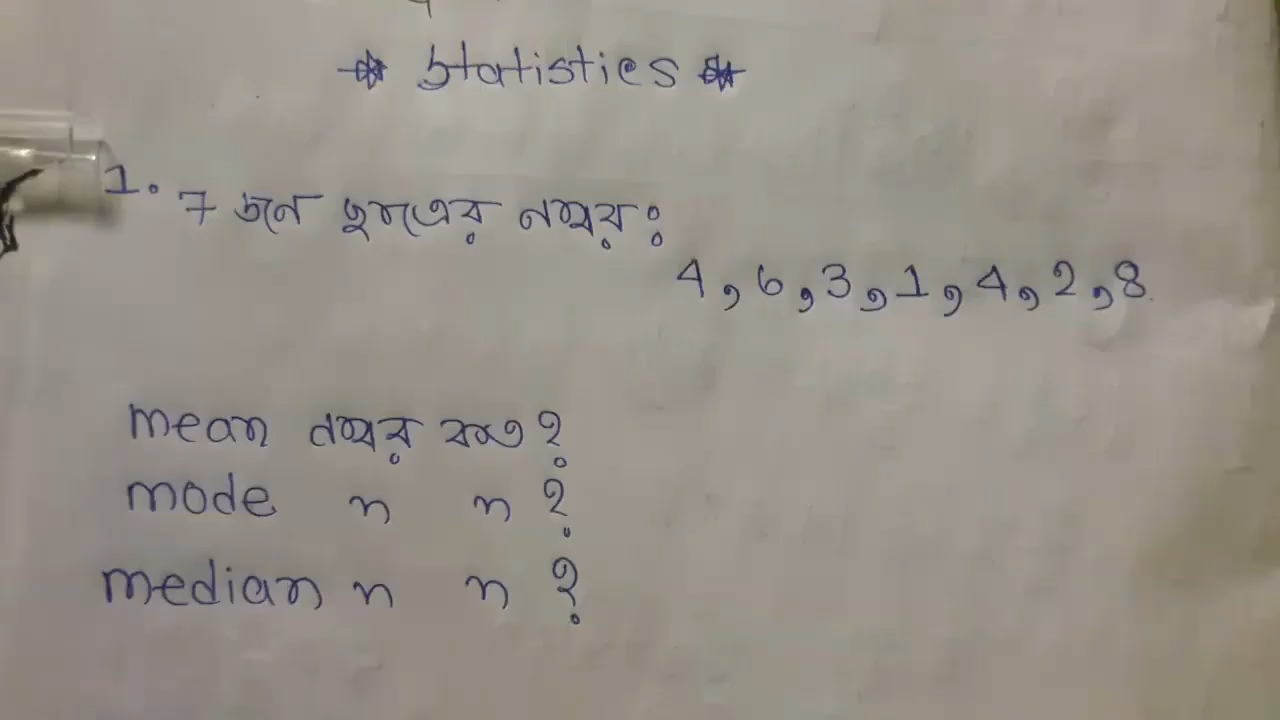 * Statistics *
1. 7 জন ছাত্রের নম্বর :
4, 6, 3, 1, 4, 2, 8
mean নম্বর কত ?
mode " " ?
median " " ?